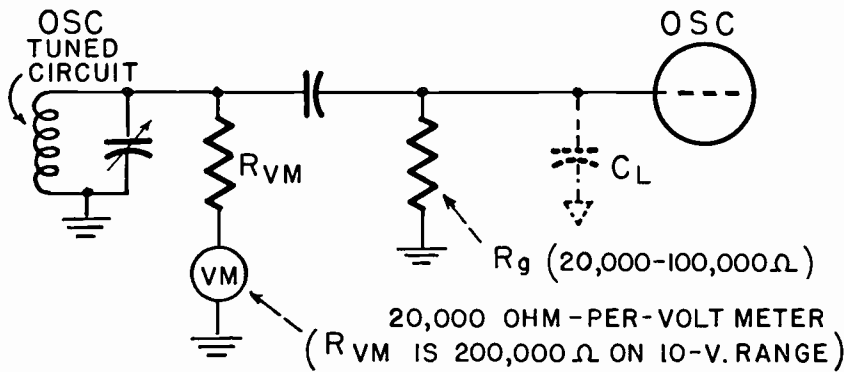 OSC
TUNED
CIRCUIT
OSC
RVM
CL
VM
Rg (20,000-100,000Ω)
20,000 OHM-PER-VOLT METER
(RVM IS 200,000Ω ON 10-V. RANGE)